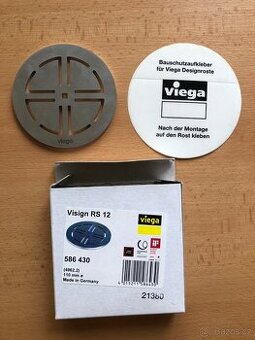 viega
Bauschutzaufkleber
für Viega Designroste
viega
Nach der Montage
auf den Rost kleben
Visign RS 12
viega
586 430
(4962.2)
110 mm ø
Made in Germany
21380